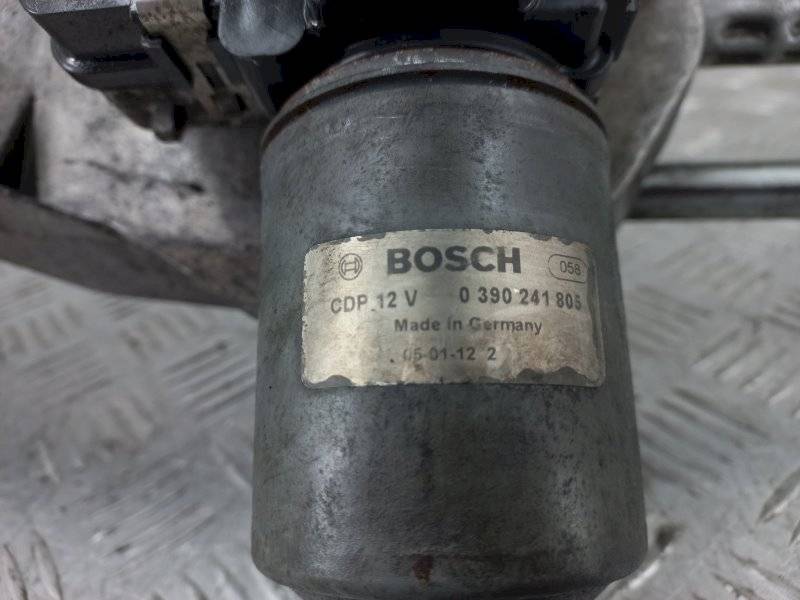 BOSCH 058
CDP 12 V 0 390 241 805
Made in Germany
05-01-12 2